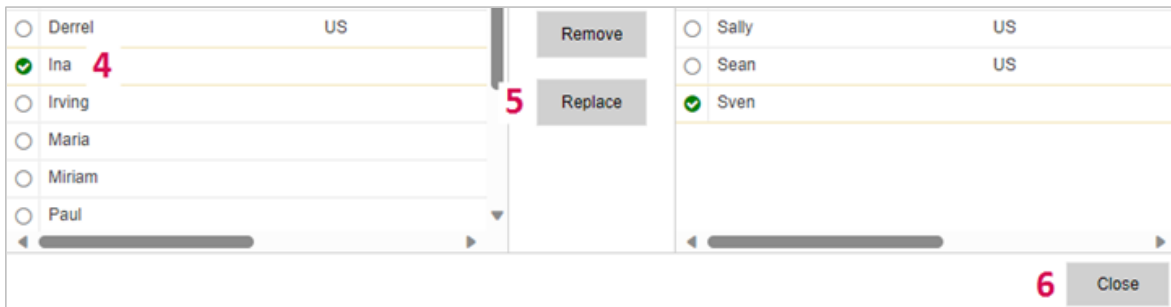 Derrel US
Ina 4
Irving
Maria
Miriam
Paul
Remove
5 Replace
Sally US
Sean US
Sven
6 Close